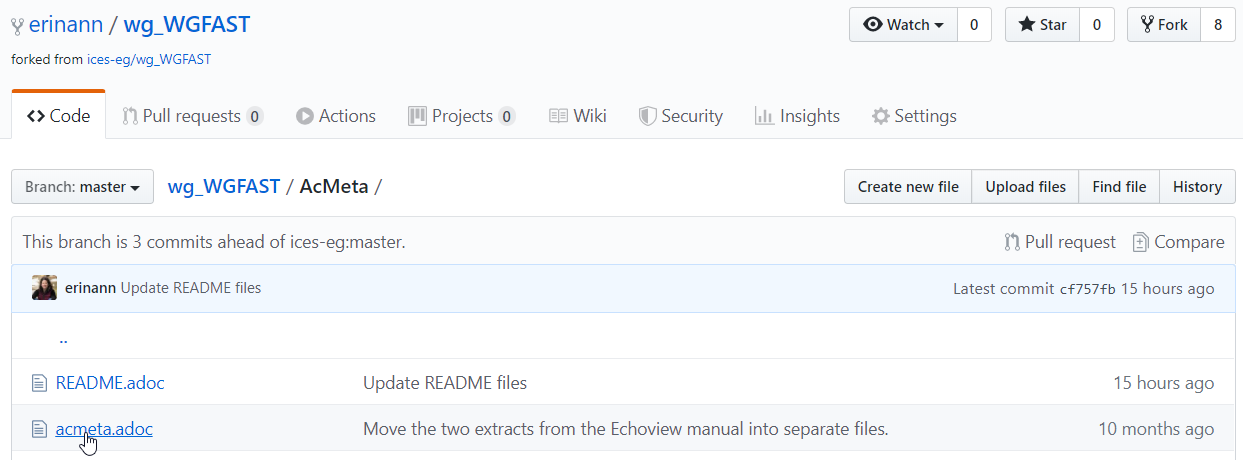 erinann / wg_WGFAST
Watch 0 Star 0 Fork 8
forked from ices-eg/wg_WGFAST
Code Pull requests 0 Actions Projects 0 Wiki Security Insights Settings
Branch: master wg_WGFAST / AcMeta / Create new file Upload files Find file History
This branch is 3 commits ahead of ices-eg:master. Pull request Compare
erinann Update README files Latest commit cf757fb 15 hours ago
..
README.adoc Update README files 15 hours ago
acmeta.adoc Move the two extracts from the Echoview manual into separate files. 10 months ago